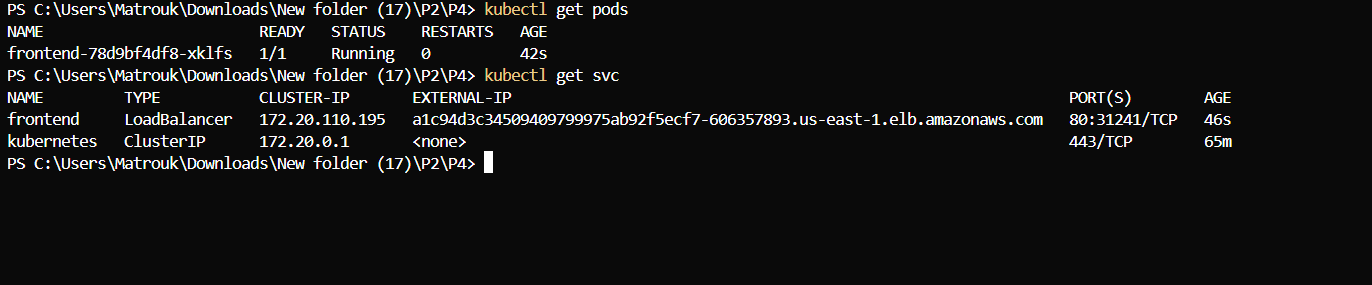 PS C:\Users\Matrouk\Downloads\New folder (17)\P2\P4> kubectl get pods
NAME                        READY   STATUS    RESTARTS   AGE
frontend-78d9bf4df8-xklfs   1/1     Running   0          42s
PS C:\Users\Matrouk\Downloads\New folder (17)\P2\P4> kubectl get svc
NAME         TYPE           CLUSTER-IP       EXTERNAL-IP                                                              PORT(S)        AGE
frontend     LoadBalancer   172.20.110.195   a1c94d3c34509409799975ab92f5ecf7-606357893.us-east-1.elb.amazonaws.com   80:31241/TCP   46s
kubernetes   ClusterIP      172.20.0.1       <none>                                                                   443/TCP        65m
PS C:\Users\Matrouk\Downloads\New folder (17)\P2\P4>